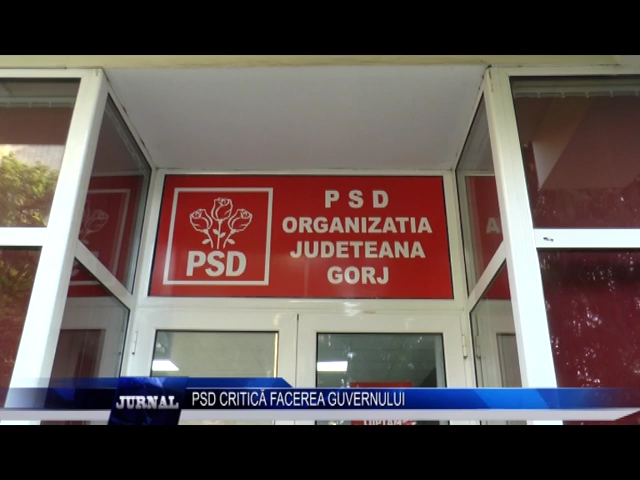 PSD
P S D
ORGANIZATIA
JUDETEANA
GORJ
JURNAL
PSD CRITICĂ FACEREA GUVERNULUI